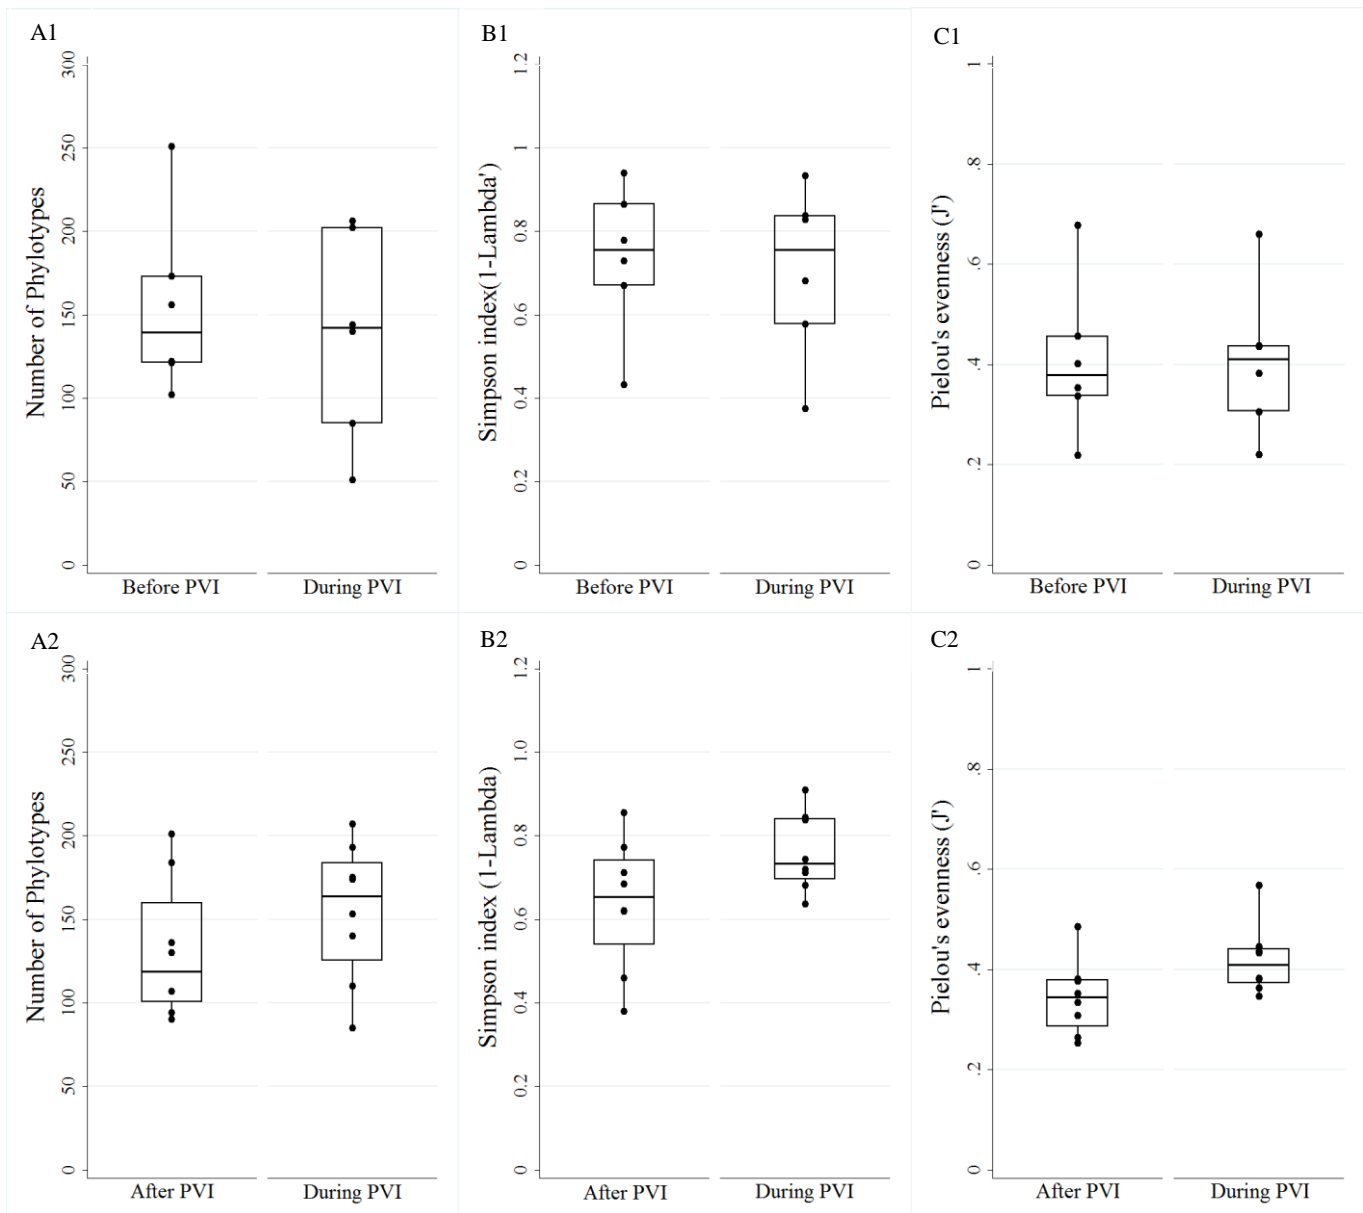 A1
300
250
200
150
100
50
0
Number of Phylotypes
Before PVI
During PVI
B1
1.2
1
0.8
0.6
0.4
0.2
0
Simpson index(1-Lambda')
Before PVI
During PVI
C1
1
.8
.6
.4
.2
0
Pielou's evenness (J')
Before PVI
During PVI
A2
300
250
200
150
100
50
0
Number of Phylotypes
After PVI
During PVI
B2
1.2
1.0
0.8
0.6
0.4
0.2
0
Simpson index (1-Lambda)
After PVI
During PVI
C2
1
.8
.6
.4
.2
0
Pielou's evenness (J')
After PVI
During PVI